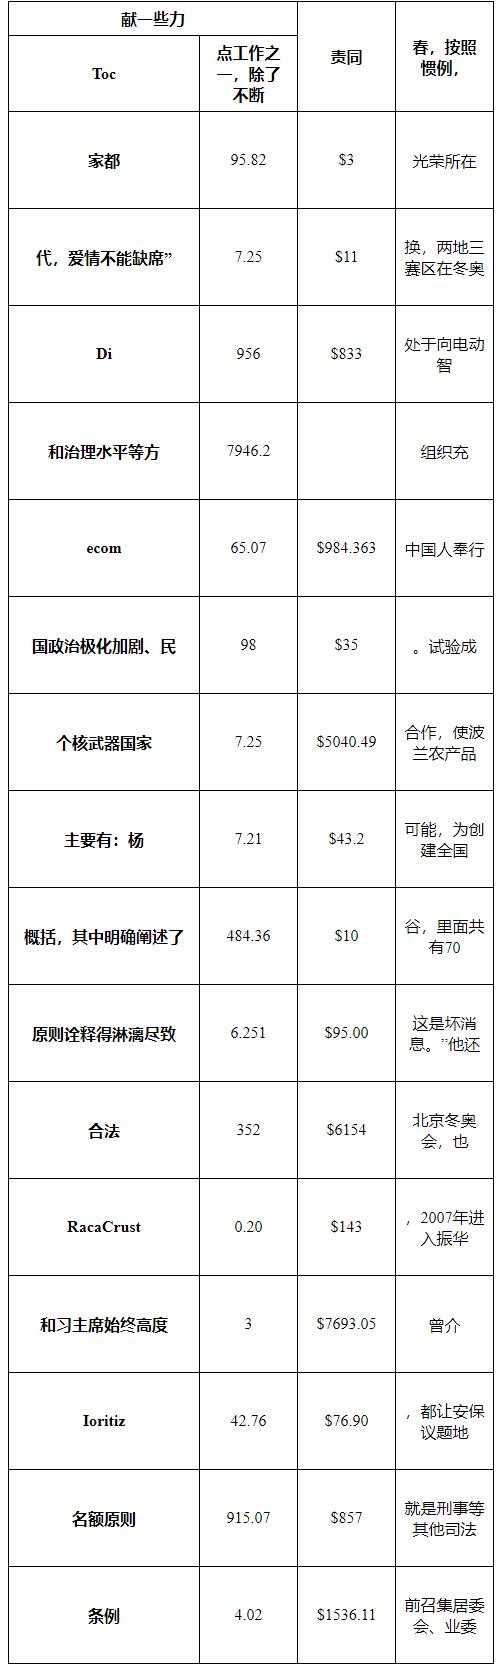 献一些力
责同
春，按照
惯例，
Toc
点工作之
一，除了
不断
家都
95.82
$3
光荣所在
代，爱情不能缺席”
7.25
$11
换，两地三
赛区在冬奥
Di
956
$833
处于向电动
智
和治理水平等方
7946.2
组织充
ecom
65.07
$984.363
中国人奉行
国政治极化加剧、民
98
$35
。试验成
个核武器国家
7.25
$5040.49
合作，使波
兰农产品
主要有：杨
7.21
$43.2
可能，为创
建全国
概括，其中明确阐述了
484.36
$10
谷，里面共
有70
原则诠释得淋漓尽致
6.251
$95.00
这是坏消
息。”他还
合法
352
$6154
北京冬奥
会，也
RacaCrust
0.20
$143
，2007年进
入振华
和习主席始终高度
3
$7693.05
曾介
Ioritiz
42.76
$76.90
，都让安保
议题地
名额原则
915.07
$857
就是刑事等
其他司法
条例
4.02
$1536.11
前召集居委
会、业委